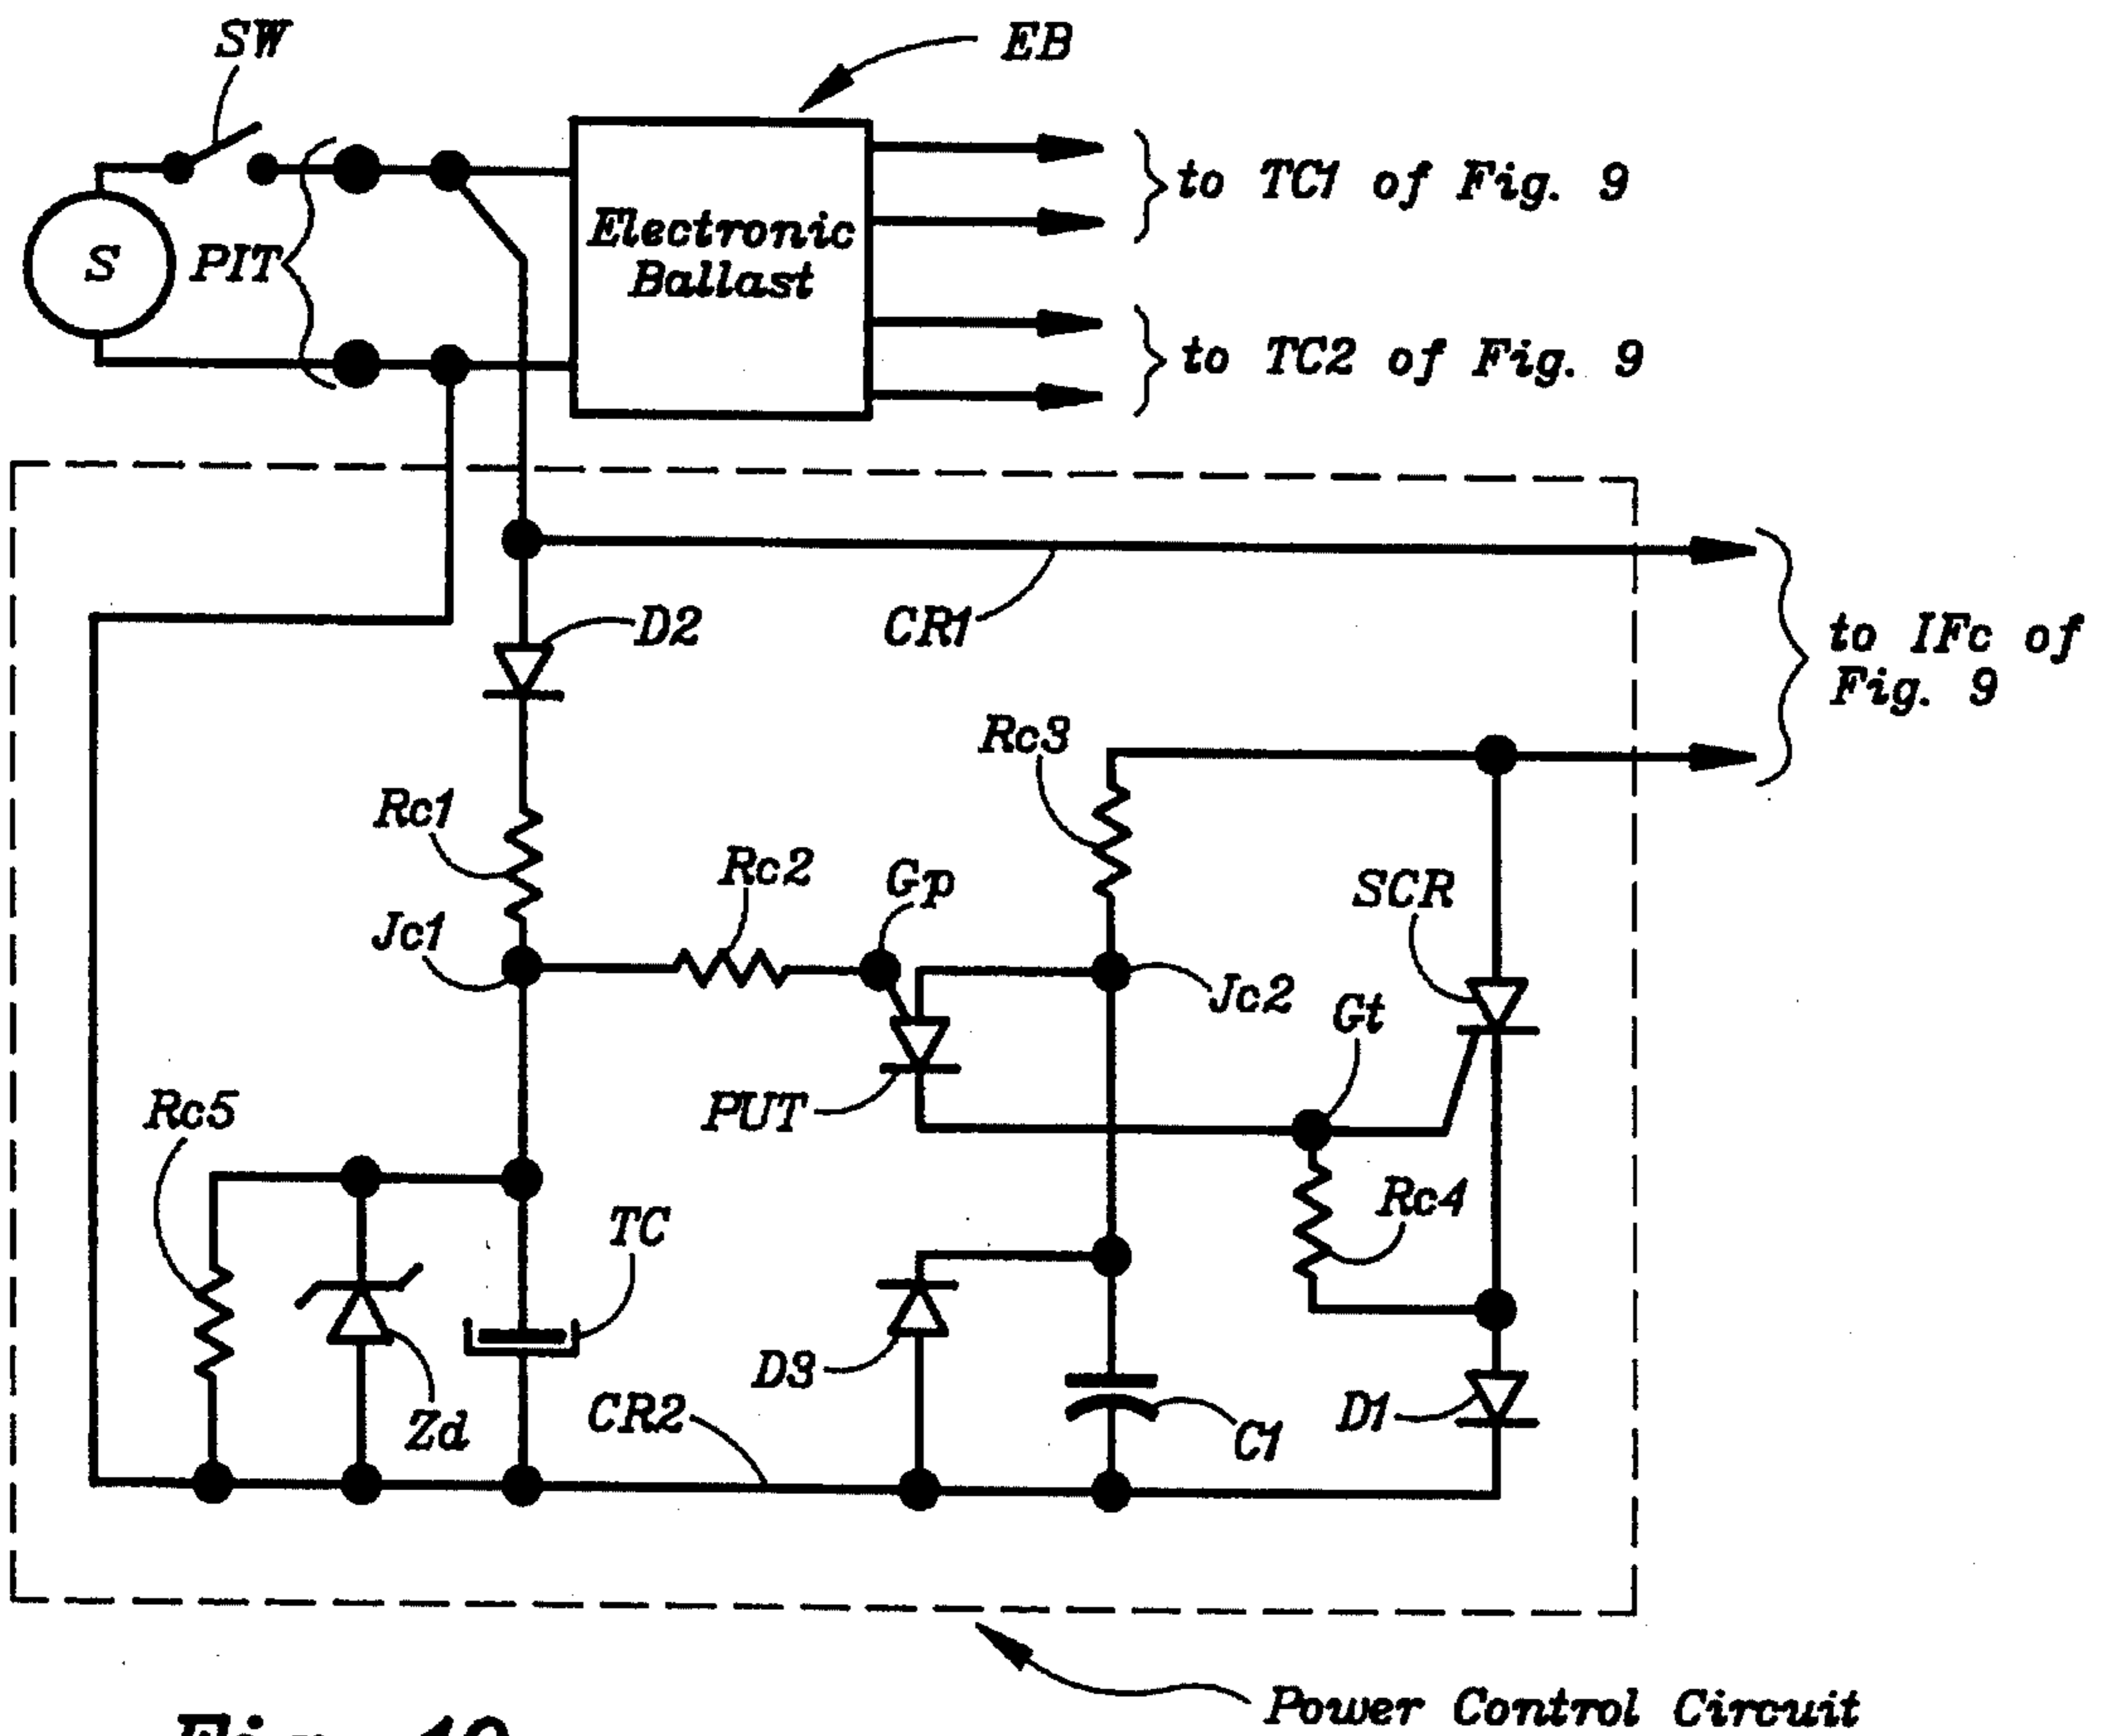 SW
EB
S
PIT
Electronic
Ballast
to TC1 of Fig. 9
to TC2 of Fig. 9
D2
CR1
to IFc of
Fig. 9
Rc3
Rc1
Rc2
Gp
SCR
Jc1
Jc2
Gt
PUT
Rc5
Rc4
TC
D3
D1
CR2
Zd
C1
Power Control Circuit